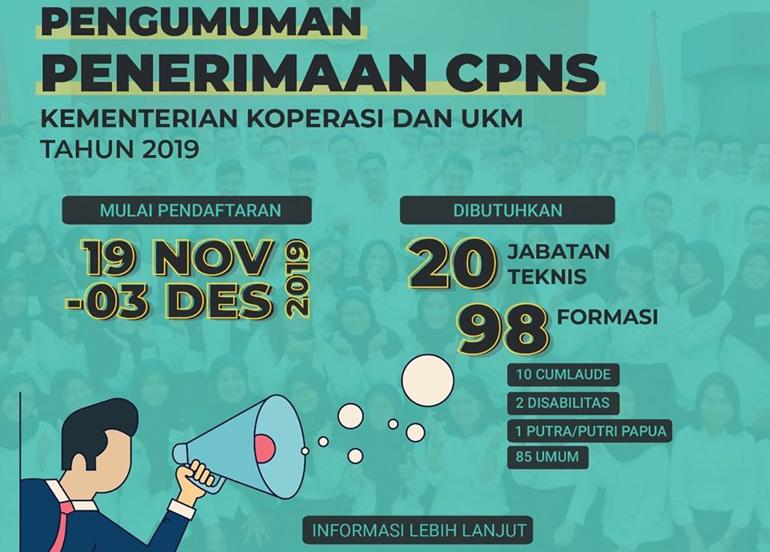 PENGUMUMAN
PENERIMAAN CPNS
KEMENTERIAN KOPERASI DAN UKM
TAHUN 2019
MULAI PENDAFTARAN
19 NOV
-03 DES
2019
DIBUTUHKAN
20 JABATAN
TEKNIS
98 FORMASI
10 CUMLAUDE
2 DISABILITAS
1 PUTRA/PUTRI PAPUA
85 UMUM
INFORMASI LEBIH LANJUT